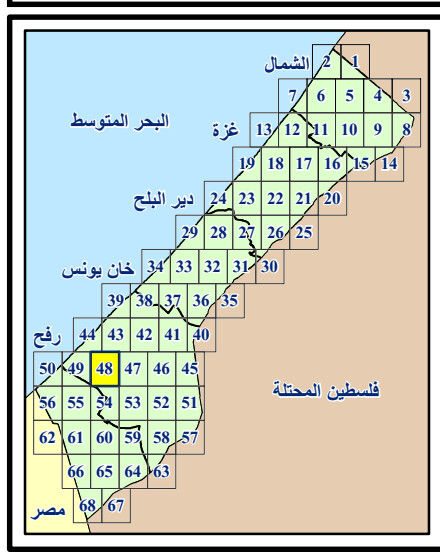 الشمال
2 1
7 6 5 4 3
البحر المتوسط
غزة
13 12 11 10 9 8
19 18 17 16 15 14
دير البلح
24 23 22 21 20
29 28 27 26 25
خان يونس
34 33 32 31 30
39 38 37 36 35
رفح
44 43 42 41 40
50 49 48 47 46 45
فلسطين المحتلة
56 55 54 53 52 51
62 61 60 59 58 57
66 65 64 63
مصر
68 67